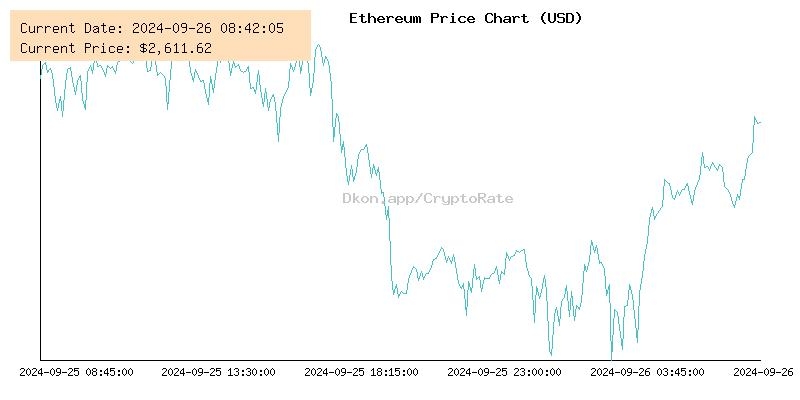 Ethereum Price Chart (USD)
Current Date: 2024-09-26 08:42:05
Current Price: $2,611.62
Dkon.app/CryptoRate
2024-09-25 08:45:00 2024-09-25 13:30:00 2024-09-25 18:15:00 2024-09-25 23:00:00 2024-09-26 03:45:00 2024-09-26